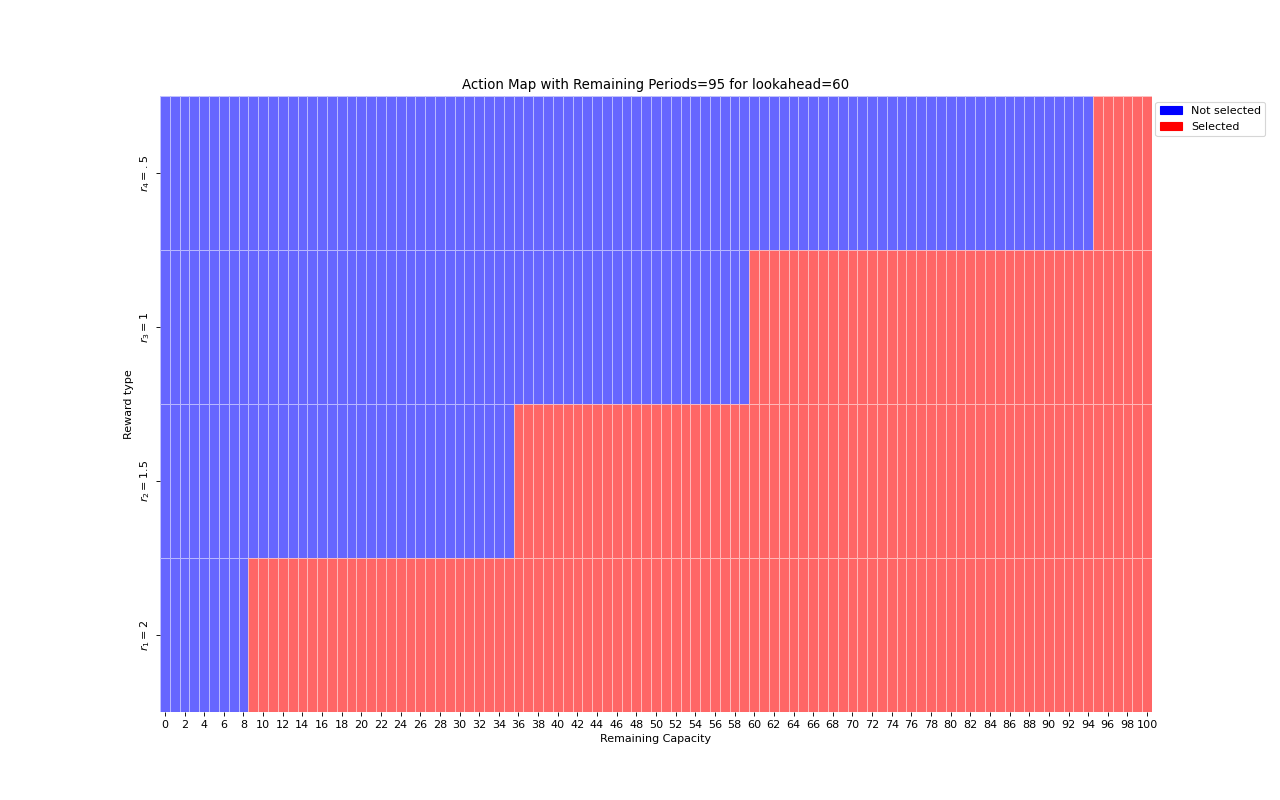 Action Map with Remaining Periods=95 for lookahead=60
Not selected
Selected
r₄ = .5
r₃ = 1
r₂ = 1.5
r₁ = 2
Reward type
0 2 4 6 8 10 12 14 16 18 20 22 24 26 28 30 32 34 36 38 40 42 44 46 48 50 52 54 56 58 60 62 64 66 68 70 72 74 76 78 80 82 84 86 88 90 92 94 96 98 100
Remaining Capacity